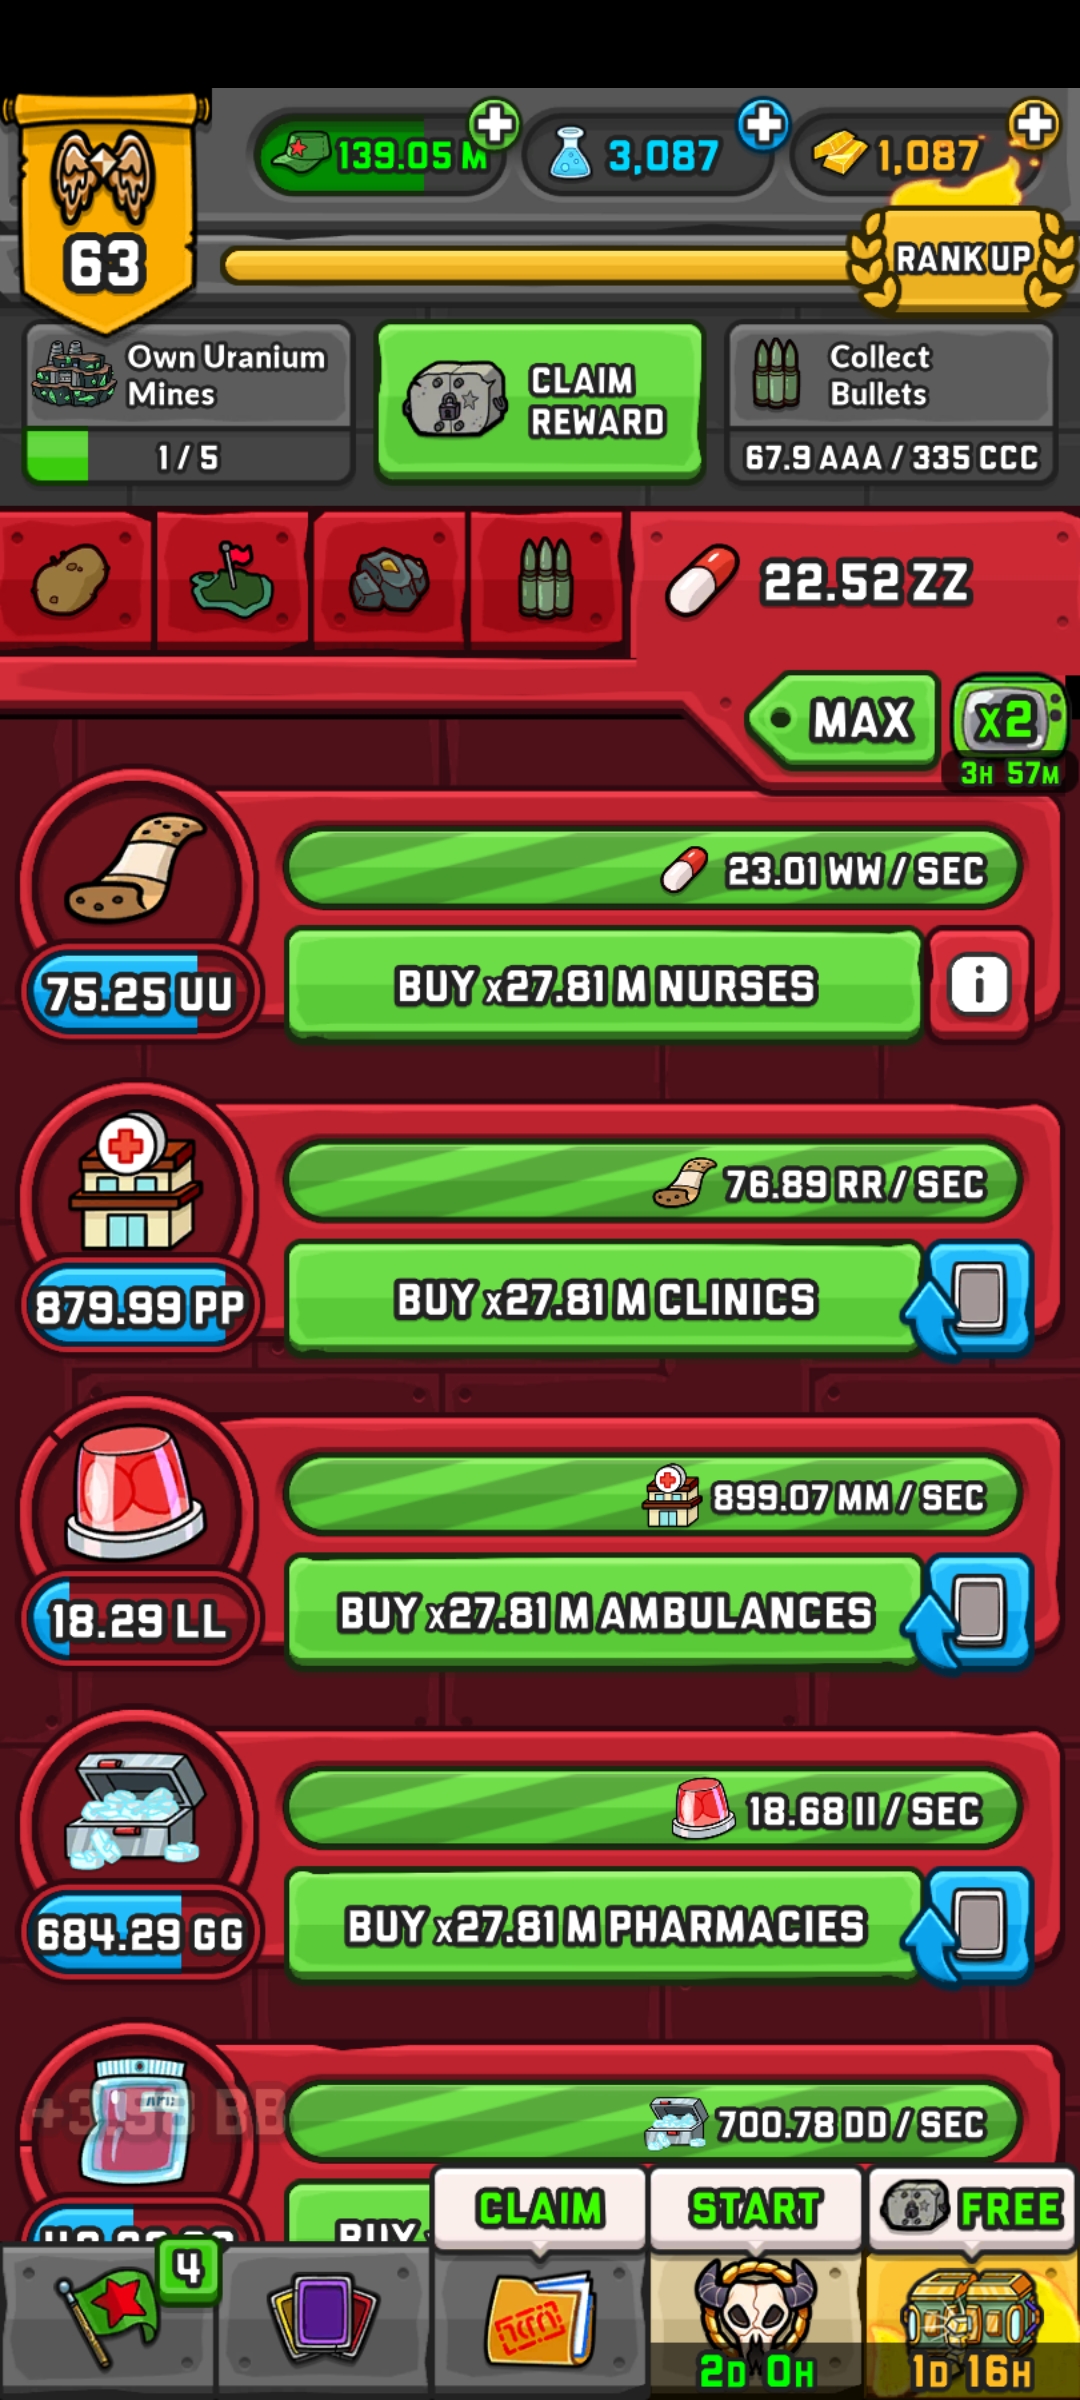 139.05 M
3,087
1,087
63
RANK UP
Own Uranium
Mines
1 / 5
CLAIM
REWARD
Collect
Bullets
67.9 AAA / 335 CCC
22.52 ZZ
MAX
x2
3H 57M
23.01 WW / SEC
75.25 UU
BUY x27.81 M NURSES
i
76.89 RR / SEC
879.99 PP
BUY x27.81 M CLINICS
899.07 MM / SEC
18.29 LL
BUY x27.81 M AMBULANCES
18.68 II / SEC
684.29 GG
BUY x27.81 M PHARMACIES
700.78 DD / SEC
BUY
CLAIM
START
FREE
4
2D 0H
1D 16H